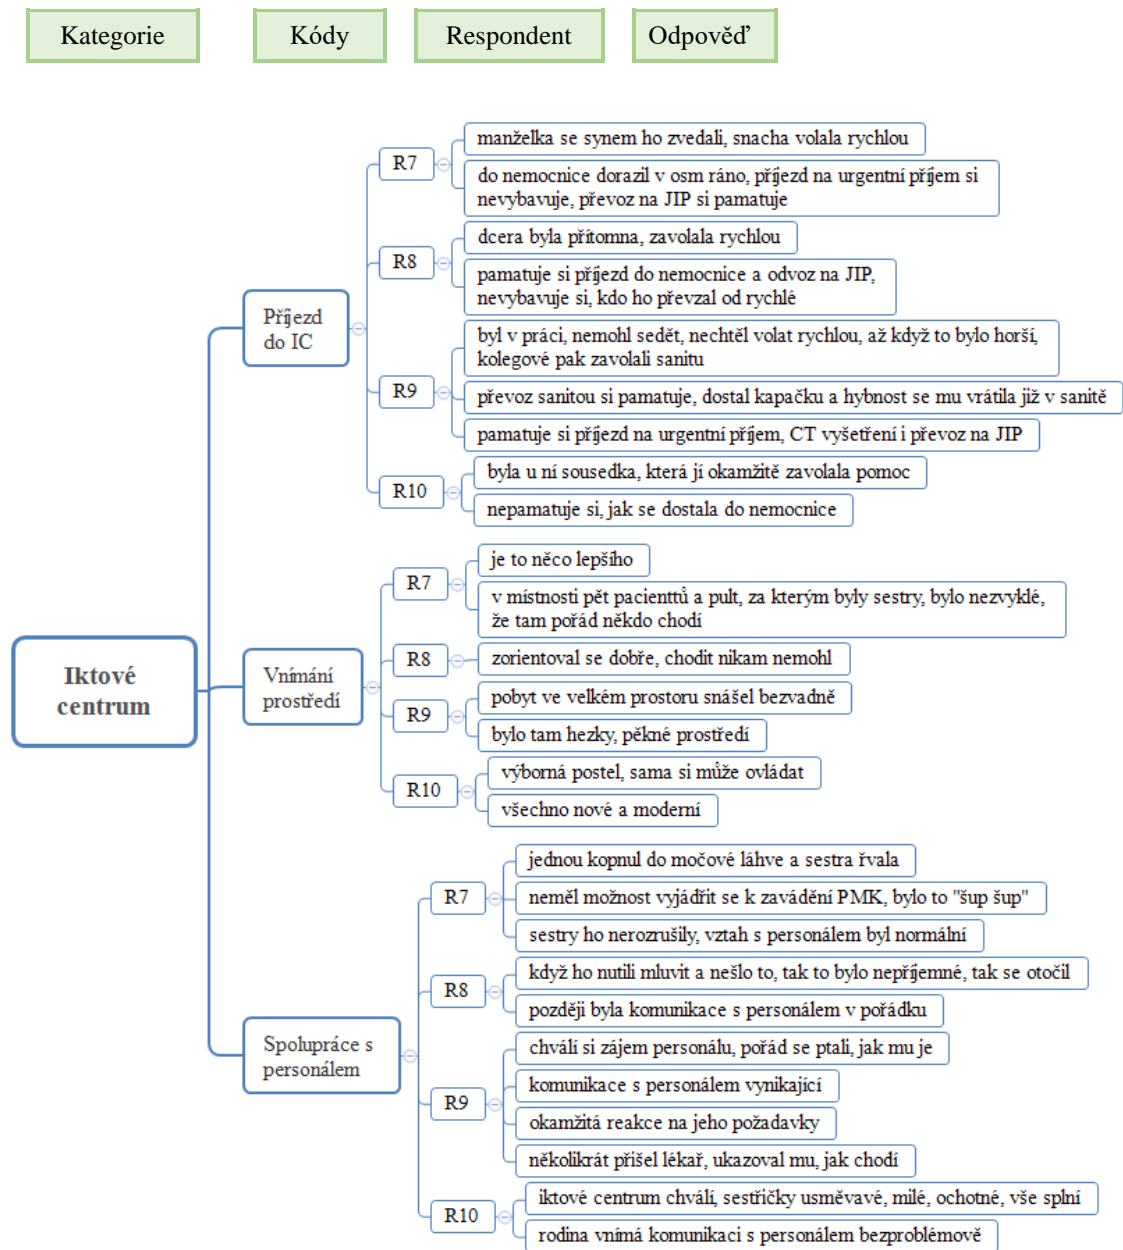 Kategorie
Kódy
Respondent
Odpověď
Iktové
centrum
Příjezd
do IC
R7
manželka se synem ho zvedali, snacha volala rychlou
do nemocnice dorazil v osm ráno, příjezd na urgentní příjem si
nevybavuje, převoz na JIP si pamatuje
R8
dcera byla přítomna, zavolala rychlou
pamatuje si příjezd do nemocnice a odvoz na JIP,
nevybavuje si, kdo ho převzal od rychlé
R9
byl v práci, nemohl sedět, nechtěl volat rychlou, až když to bylo horší,
kolegové pak zavolali sanitu
převoz sanitou si pamatuje, dostal kapačku a hybnost se mu vrátila již v sanitě
pamatuje si příjezd na urgentní příjem, CT vyšetření i převoz na JIP
R10
byla u ní sousedka, která jí okamžitě zavolala pomoc
nepamatuje si, jak se dostala do nemocnice
Vnímání
prostředí
R7
je to něco lepšího
v místnosti pět pacienttů a pult, za kterým byly sestry, bylo nezvyklé,
že tam pořád někdo chodí
R8
zorientoval se dobře, chodit nikam nemohl
R9
pobyt ve velkém prostoru snášel bezvadně
bylo tam hezky, pěkné prostředí
R10
výborná postel, sama si může ovládat
všechno nové a moderní
Spolupráce s
personálem
R7
jednou kopnul do močové láhve a sestra řvala
neměl možnost vyjádřit se k zavádění PMK, bylo to "šup šup"
sestry ho nerozrušily, vztah s personálem byl normální
R8
když ho nutili mluvit a nešlo to, tak to bylo nepříjemné, tak se otočil
později byla komunikace s personálem v pořádku
R9
chválí si zájem personálu, pořád se ptali, jak mu je
komunikace s personálem vynikající
okamžitá reakce na jeho požadavky
několikrát přišel lékař, ukazoval mu, jak chodí
R10
iktové centrum chválí, sestřičky usměvavé, milé, ochotné, vše splní
rodina vnímá komunikaci s personálem bezproblémově